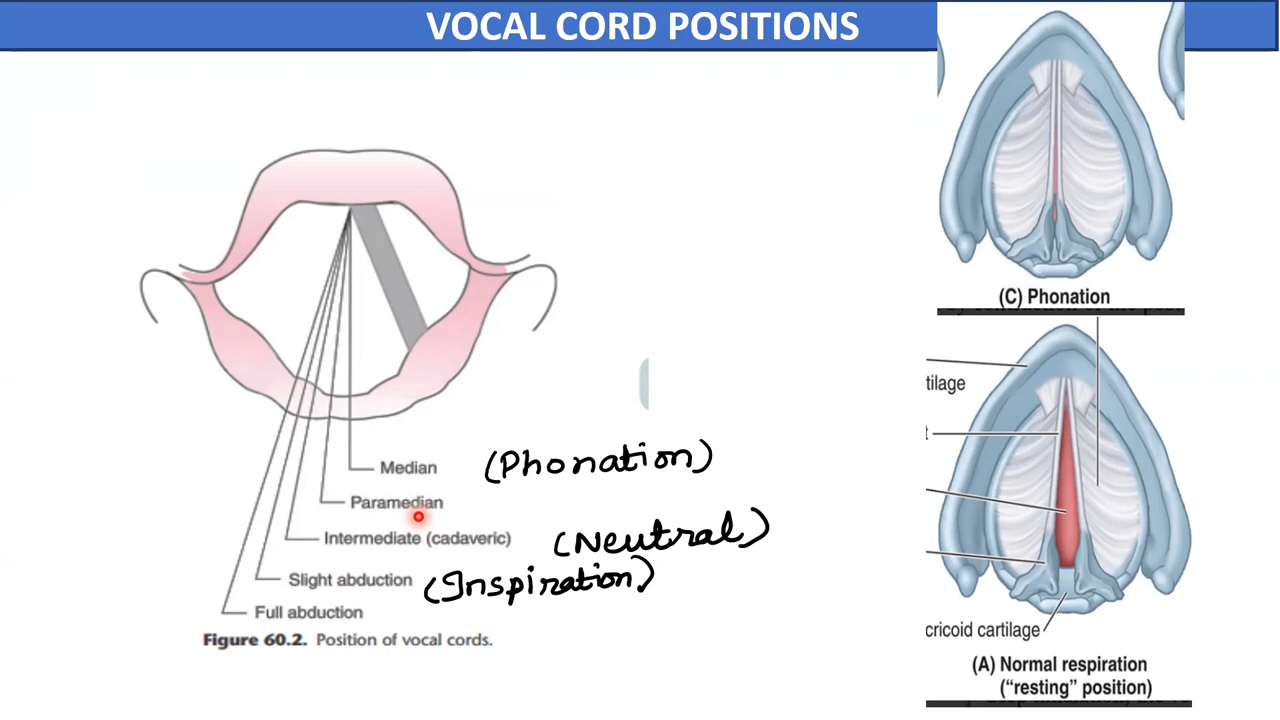 VOCAL CORD POSITIONS
Median
(Phonation)
Paramedian
Intermediate (cadaveric)
(Neutral)
Slight abduction
(Inspiration)
Full abduction
Figure 60.2. Position of vocal cords.
(C) Phonation
tilage
t
cricoid cartilage
(A) Normal respiration
("resting" position)